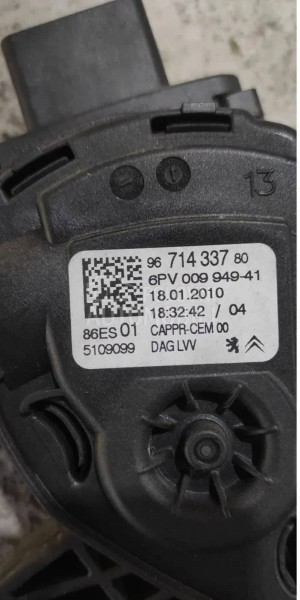 13
96 714 337 80
6PV 009 949-41
18.01.2010
18:32:42 / 04
86ES 01 CAPPR-CEM 00
5109099 DAG LVV